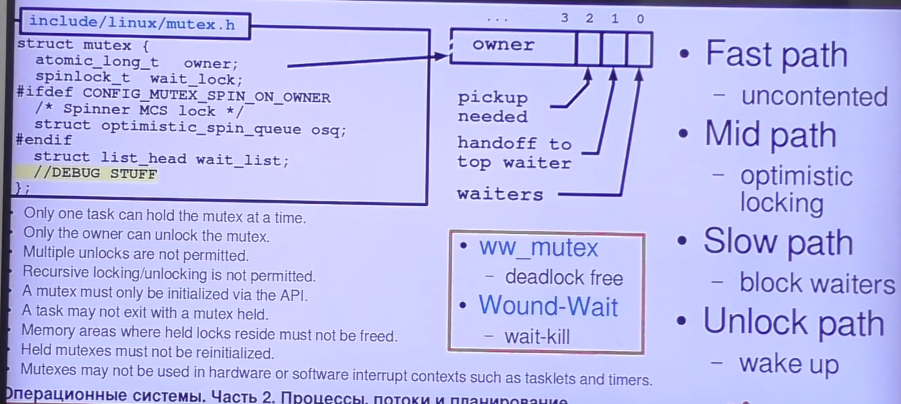 include/linux/mutex.h
struct mutex {
atomic_long_t owner;
spinlock_t wait_lock;
#ifdef CONFIG_MUTEX_SPIN_ON_OWNER
/* Spinner MCS lock */
struct optimistic_spin_queue osq;
#endif
struct list_head wait_list;
//DEBUG STUFF
};
... 3 2 1 0
owner
pickup
needed
handoff to
top waiter
waiters
• Only one task can hold the mutex at a time.
• Only the owner can unlock the mutex.
• Multiple unlocks are not permitted.
• Recursive locking/unlocking is not permitted.
• A mutex must only be initialized via the API.
• A task may not exit with a mutex held.
• Memory areas where held locks reside must not be freed.
• Held mutexes must not be reinitialized.
• Mutexes may not be used in hardware or software interrupt contexts such as tasklets and timers.
• ww_mutex
– deadlock free
• Wound-Wait
– wait-kill
• Fast path
– uncontented
• Mid path
– optimistic
locking
• Slow path
– block waiters
• Unlock path
– wake up
Операционные системы. Часть 2. Процессы, потоки и планирование